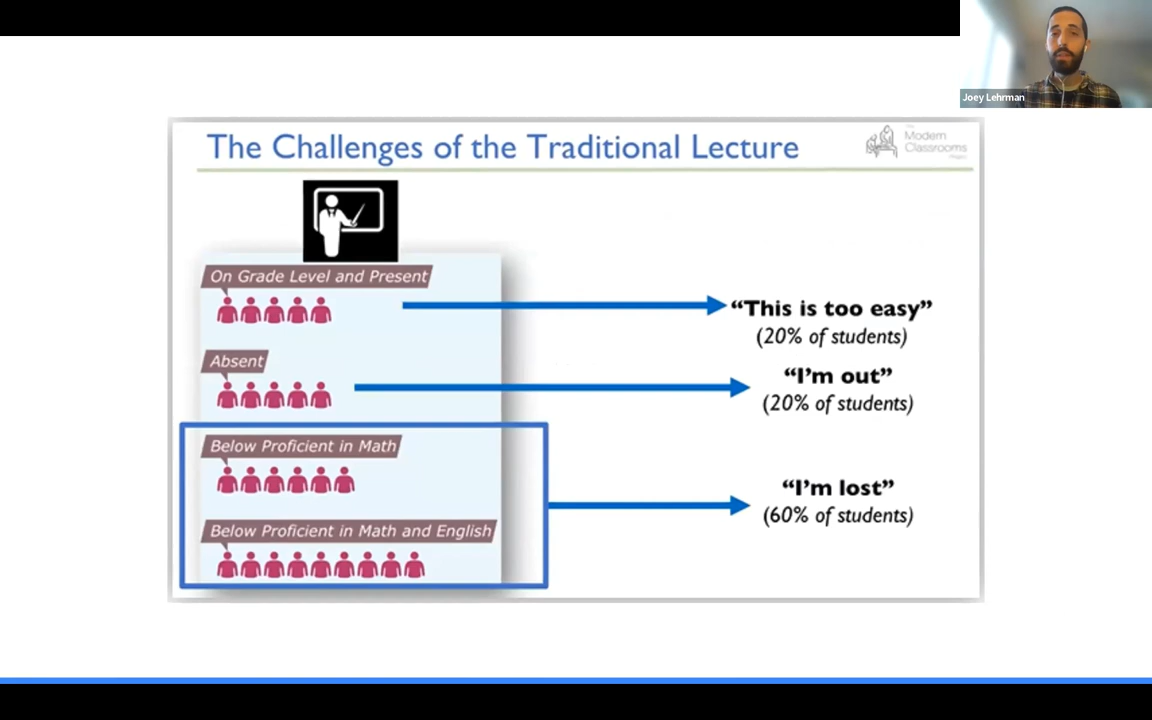 Joey Lehrman
The Challenges of the Traditional Lecture
The
Modern
Classrooms
Project
On Grade Level and Present
“This is too easy”
(20% of students)
Absent
“I’m out”
(20% of students)
Below Proficient in Math
“I’m lost”
(60% of students)
Below Proficient in Math and English